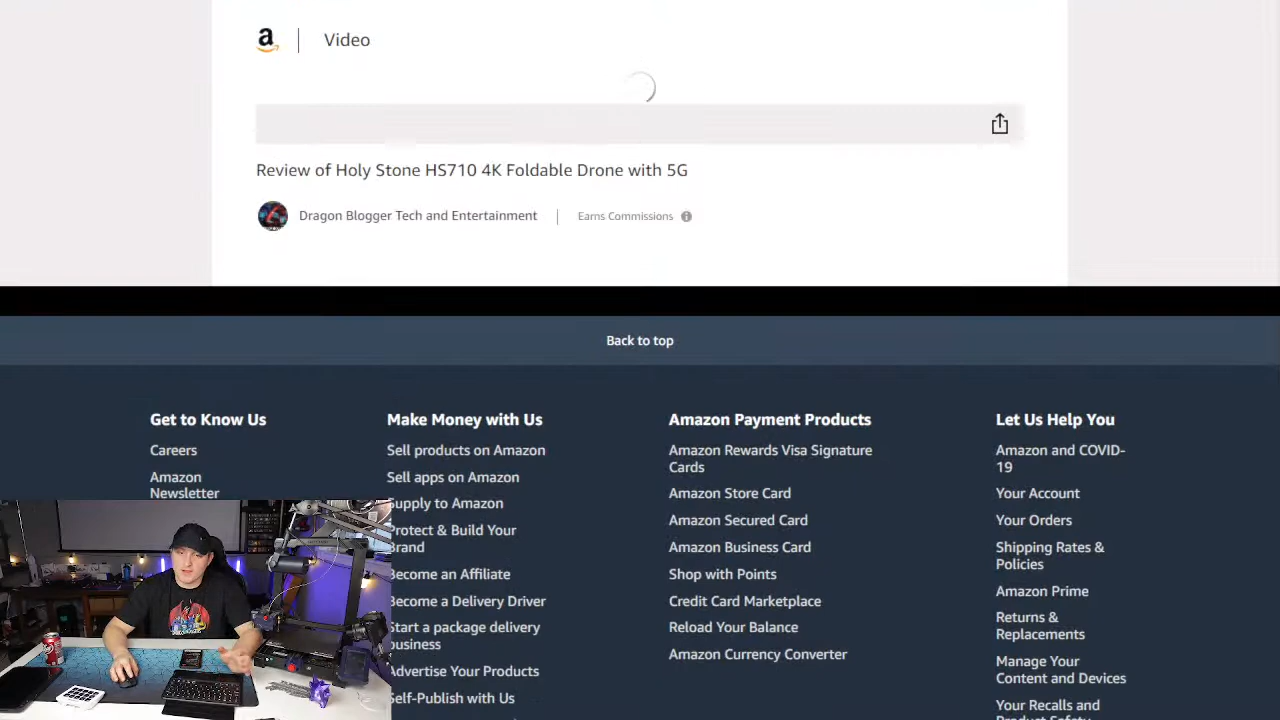 a
Video
Review of Holy Stone HS710 4K Foldable Drone with 5G
Dragon Blogger Tech and Entertainment
Earns Commissions
Back to top
Get to Know Us
Careers
Amazon
Newsletter
Make Money with Us
Sell products on Amazon
Sell apps on Amazon
Supply to Amazon
Protect & Build Your
Brand
Become an Affiliate
Become a Delivery Driver
Start a package delivery
business
Advertise Your Products
Self-Publish with Us
Amazon Payment Products
Amazon Rewards Visa Signature
Cards
Amazon Store Card
Amazon Secured Card
Amazon Business Card
Shop with Points
Credit Card Marketplace
Reload Your Balance
Amazon Currency Converter
Let Us Help You
Amazon and COVID-
19
Your Account
Your Orders
Shipping Rates &
Policies
Amazon Prime
Returns &
Replacements
Manage Your
Content and Devices
Your Recalls and